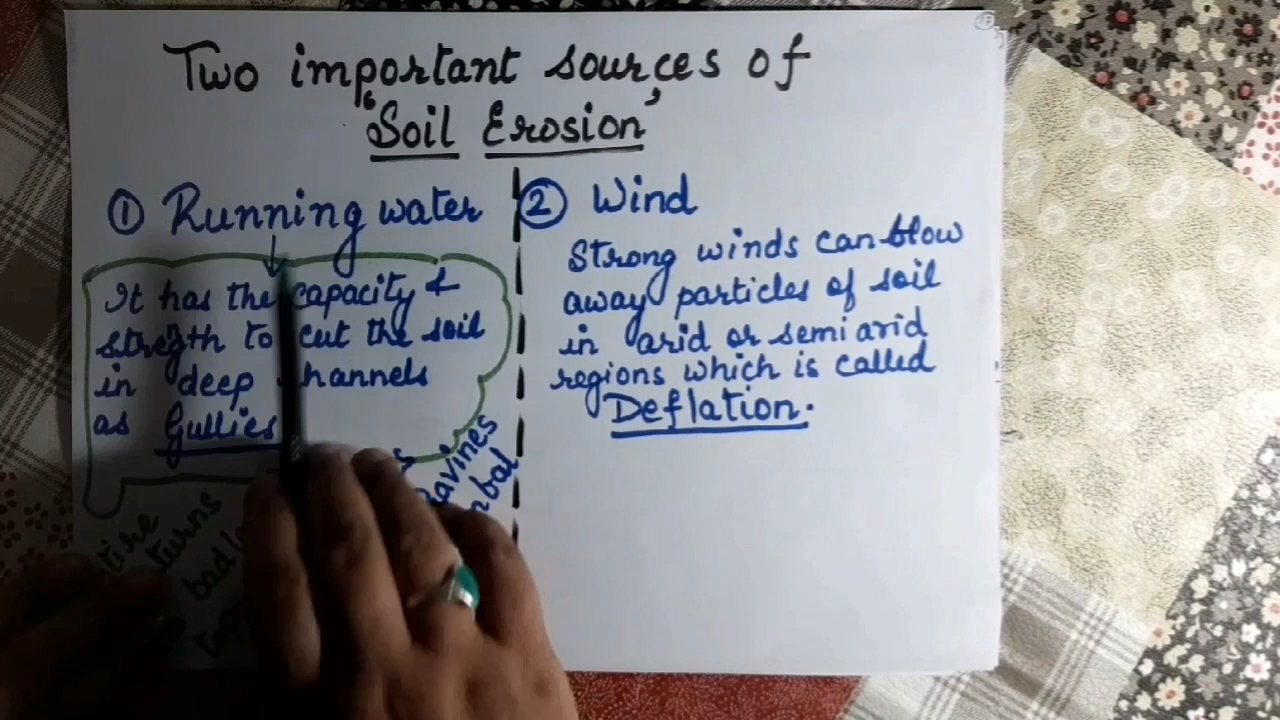 Two important sources of
'Soil Erosion'
① Running water
It has the capacity &
strength to cut the soil
in deep channels
as Gullies
② Wind
Strong winds can blow
away particles of soil
in arid or semi arid
regions which is called
Deflation.
Ravines
turns